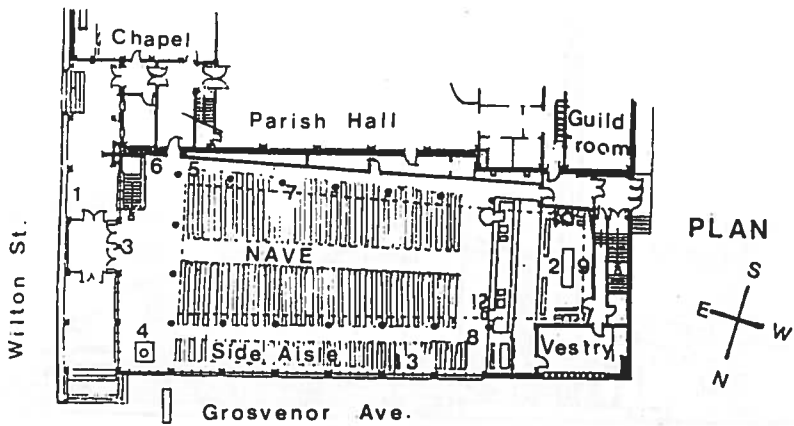 Chapel
Parish Hall
Guild room
6
5
7
1
3
NAVE
2
9
PLAN
S
E
W
N
12
4
Side Aisle
13
8
Vestry
Wilton St.
Grosvenor Ave.